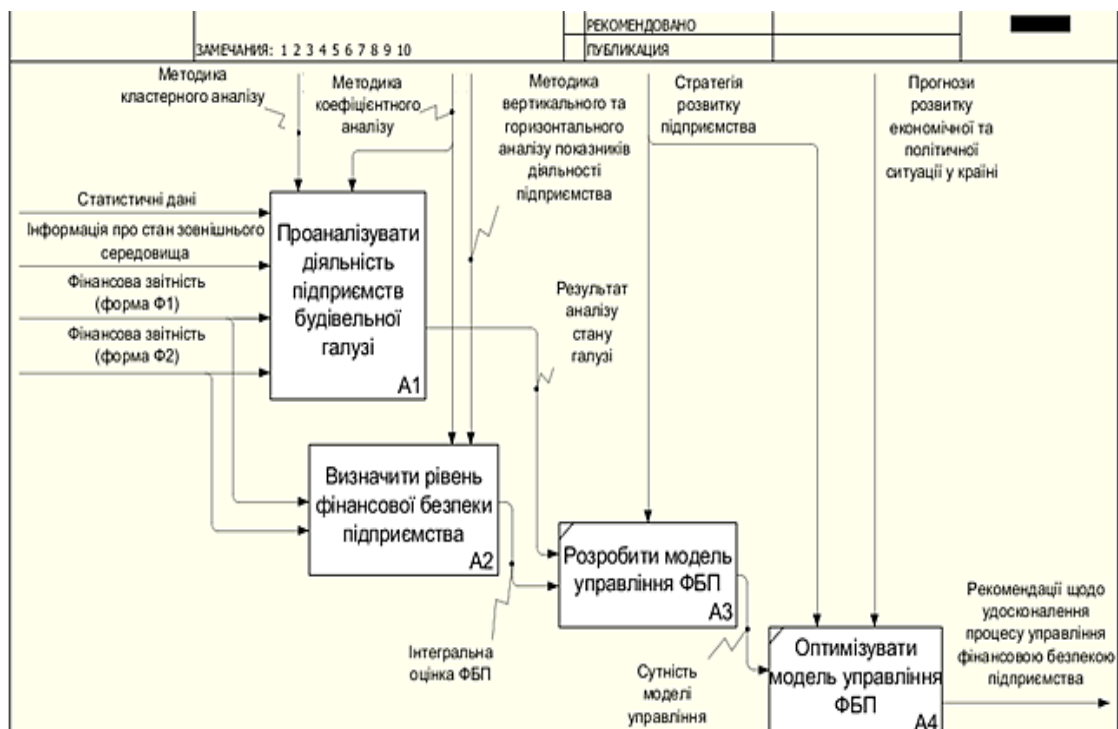 РЕКОМЕНДОВАНО
ЗАМЕЧАНИЯ: 1 2 3 4 5 6 7 8 9 10
ПУБЛИКАЦИЯ
Методика
кластерного аналізу
Методика
коефіцієнтного
аналізу
Методика
вертикального та
горизонтального
аналізу показників
діяльності
підприємства
Стратегія
розвитку
підприємства
Прогнози
розвитку
економічної та
політичної
ситуації у країні
Статистичні дані
Інформація про стан зовнішнього
середовища
Фінансова звітність
(форма Ф1)
Фінансова звітність
(форма Ф2)
Проаналізувати
діяльність
підприємств
будівельної
галузі
A1
Результат
аналізу
стану
галузі
Визначити рівень
фінансової безпеки
підприємства
A2
Розробити модель
управління ФБП
A3
Інтегральна
оцінка ФБП
Сутність
моделі
управління
Оптимізувати
модель управління
ФБП
A4
Рекомендації щодо
удосконалення
процесу управління
фінансовою безпекою
підприємства